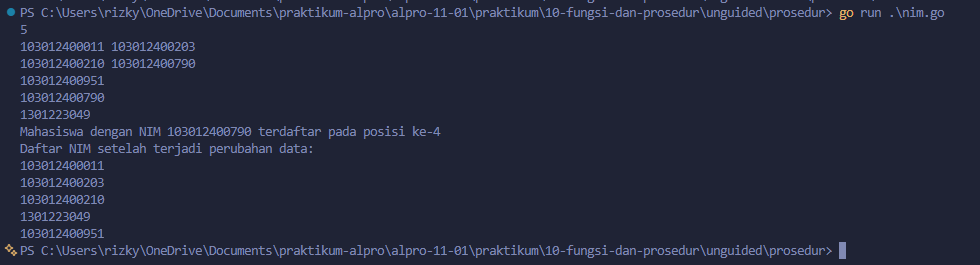 PS C:\Users\rizky\OneDrive\Documents\praktikum-alpro\alpro-11-01\praktikum\10-fungsi-dan-prosedur\unguided\prosedur> go run .\nim.go
5
103012400011 103012400203
103012400210 103012400790
103012400951
103012400790
1301223049
Mahasiswa dengan NIM 103012400790 terdaftar pada posisi ke-4
Daftar NIM setelah terjadi perubahan data:
103012400011
103012400203
103012400210
1301223049
103012400951
PS C:\Users\rizky\OneDrive\Documents\praktikum-alpro\alpro-11-01\praktikum\10-fungsi-dan-prosedur\unguided\prosedur>